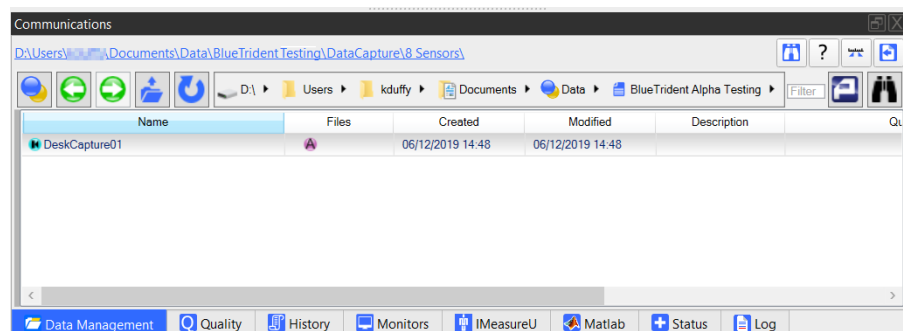 Communications
D:\Users\ \Documents\Data\BlueTrident Testing\DataCapture\8 Sensors\
?
D:\ Users kduffy Documents Data BlueTrident Alpha Testing Filter
Name Files Created Modified Description Qu
DeskCapture01 A 06/12/2019 14:48 06/12/2019 14:48
Data Management Q Quality History Monitors IMeasureU Matlab Status Log